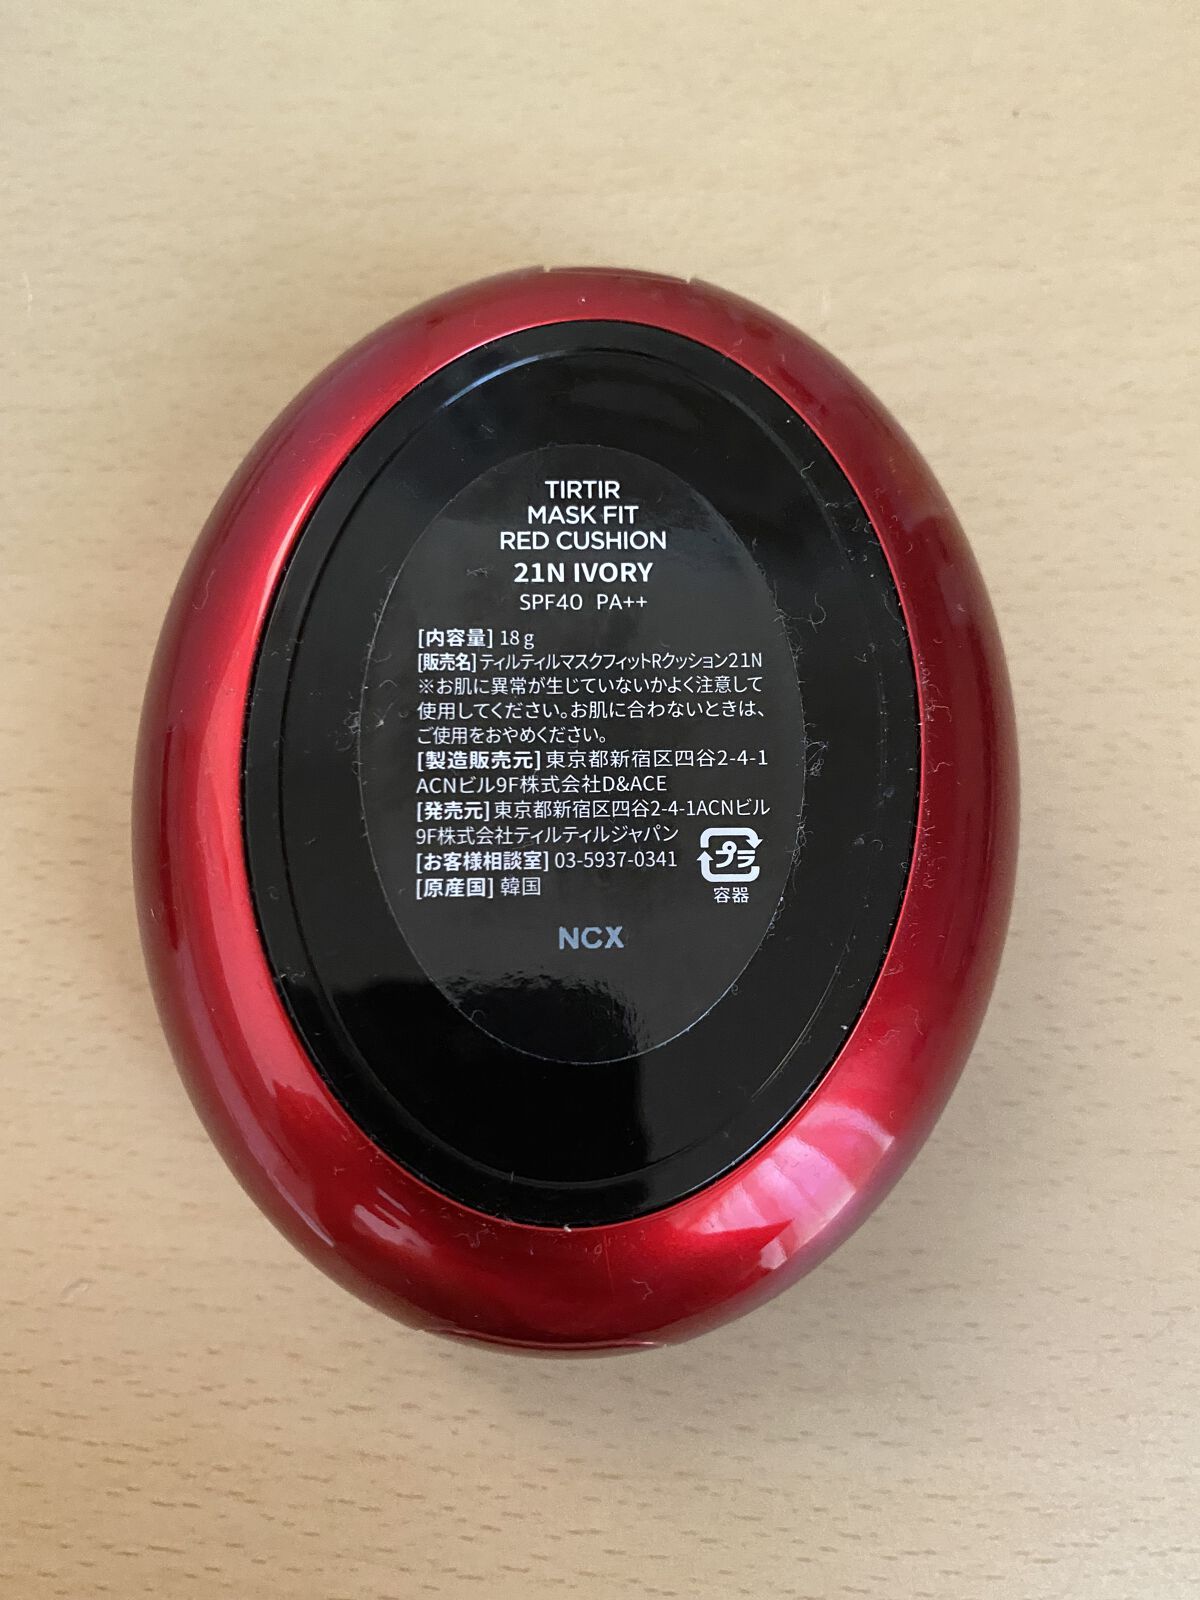 TIRTIR
MASK FIT
RED CUSHION
21N IVORY
SPF40 PA++
[内容量] 18 g
[販売名]ティルティルマスクフィットRクッション21N
※お肌に異常が生じていないかよく注意して
使用してください。お肌に合わないときは、
ご使用をおやめください。
[製造販売元]東京都新宿区四谷2-4-1
ACNビル9F株式会社D&ACE
[発売元]東京都新宿区四谷2-4-1ACNビル
9F株式会社ティルティルジャパン
[お客様相談室] 03-5937-0341
[原産国] 韓国
プラ
容器
NCX